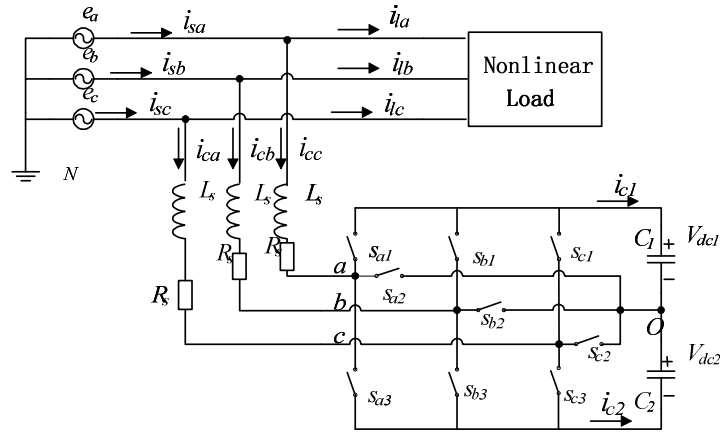 e_a
i_sa
i_la
e_b
i_sb
i_lb
Nonlinear
Load
e_c
i_sc
i_lc
N
i_ca
i_cb
i_cc
L_s
L_s
L_s
i_c1
R_s
R_s
R_s
s_a1
s_b1
s_c1
C_1
+
V_dc1
−
a
s_a2
b
s_b2
O
c
s_c2
s_a3
s_b3
s_c3
+
V_dc2
C_2
−
i_c2